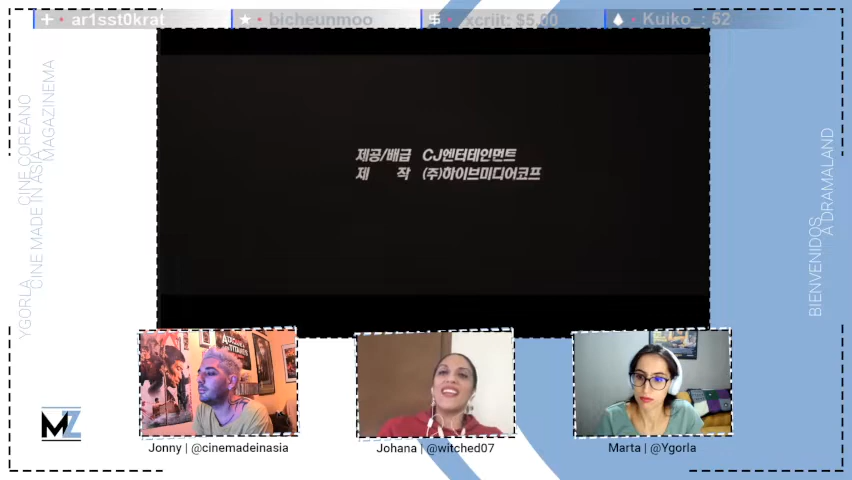 ar1sst0krat
bicheunmoo
xcriit: $5.00
Kuiko_: 52
제공/배급 CJ엔터테인먼트
제 작 (주)하이브미디어코프
CINE COREANO
MAGAZINEMA
CINE MADE IN ASIA
YGORLA
BIENVENIDOS
A DRAMALAND
MZ
Jonny | @cinemadeinasia
Johana | @witched07
Marta | @Ygorla